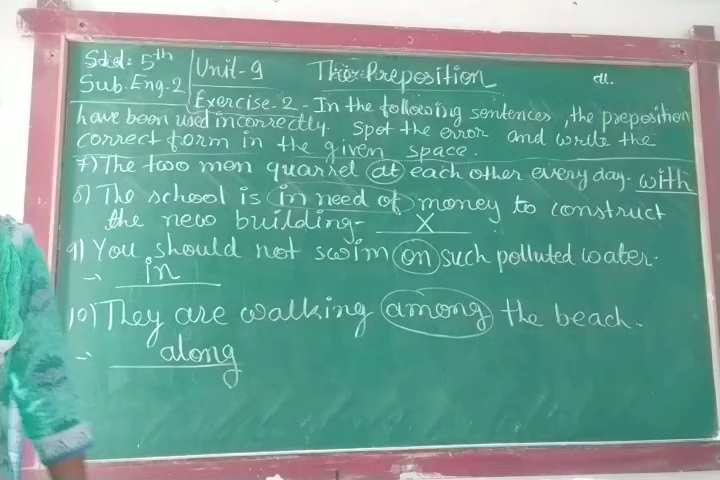 Std: 5th
Sub. Eng-2
Unit-9
The Preposition
dt.
Exercise-2 - In the following sentences, the preposition
have been used incorrectly. Spot the error and write the
correct form in the given space.
7) The two men quarrel at each other every day. with
8) The school is in need of money to construct
the new building- X
9) You should not swim on such polluted water.
→ in
10) They are walking among the beach.
→ along